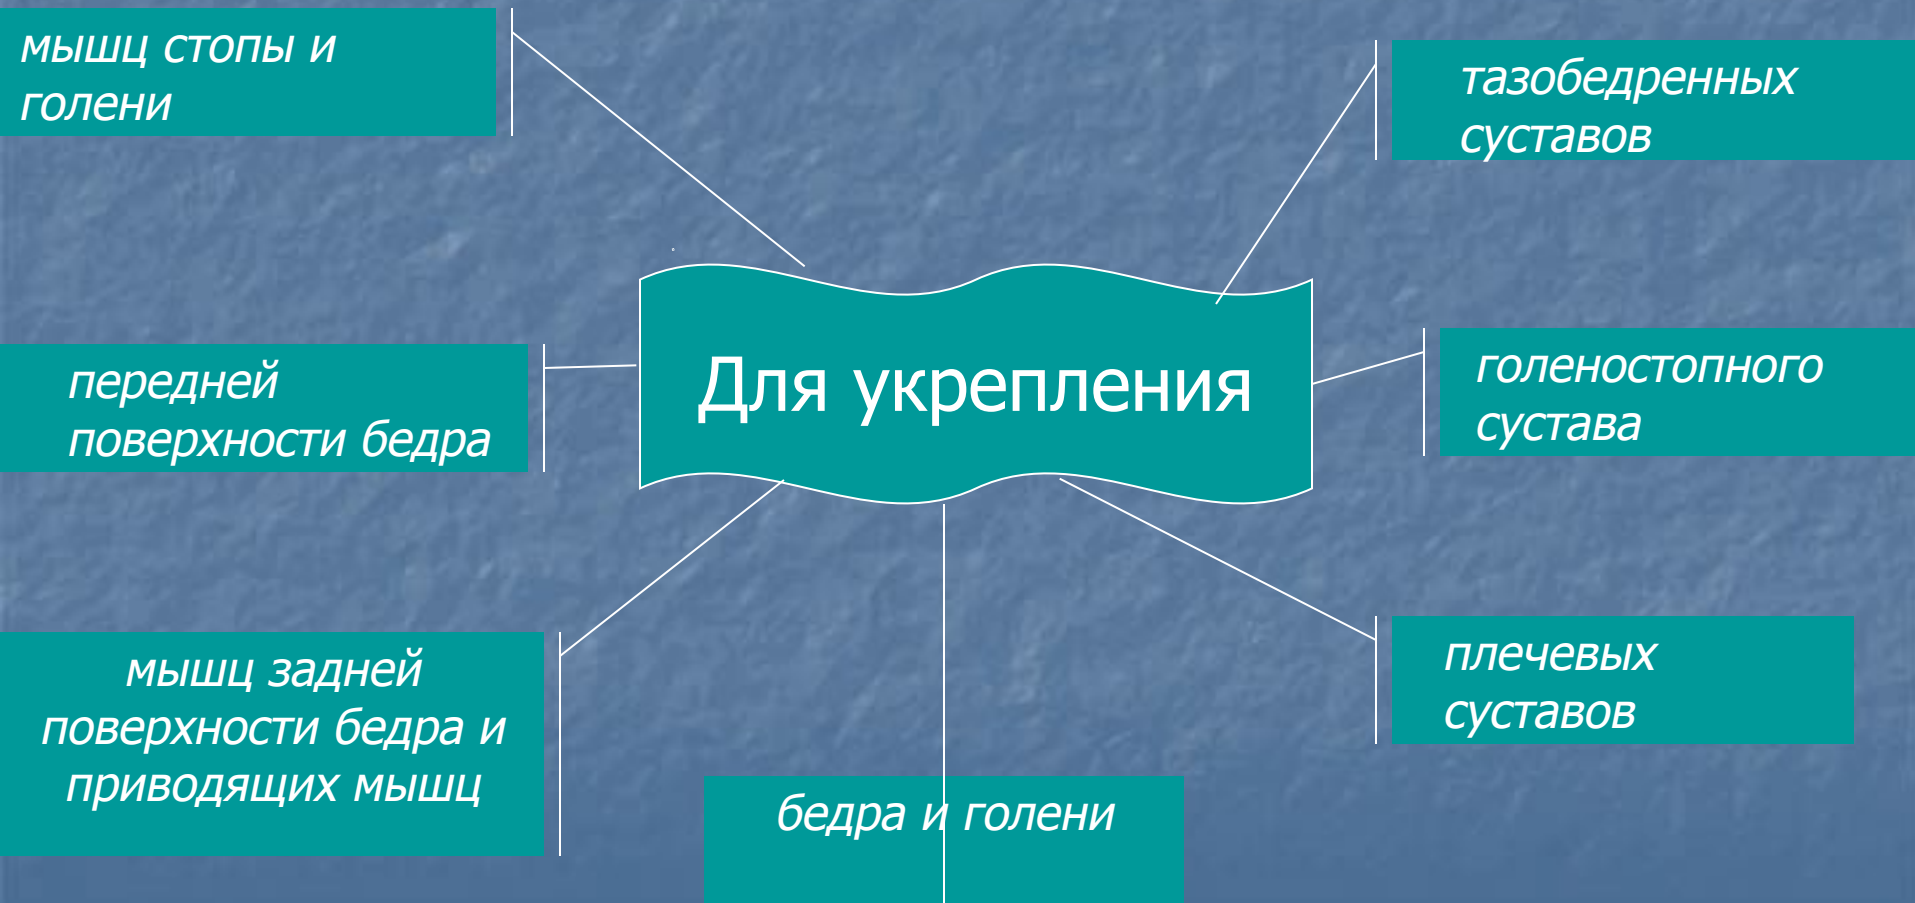 мышц стопы и
голени
тазобедренных
суставов
Для укрепления
передней
поверхности бедра
голеностопного
сустава
мышц задней
поверхности бедра и
приводящих мышц
плечевых
суставов
бедра и голени